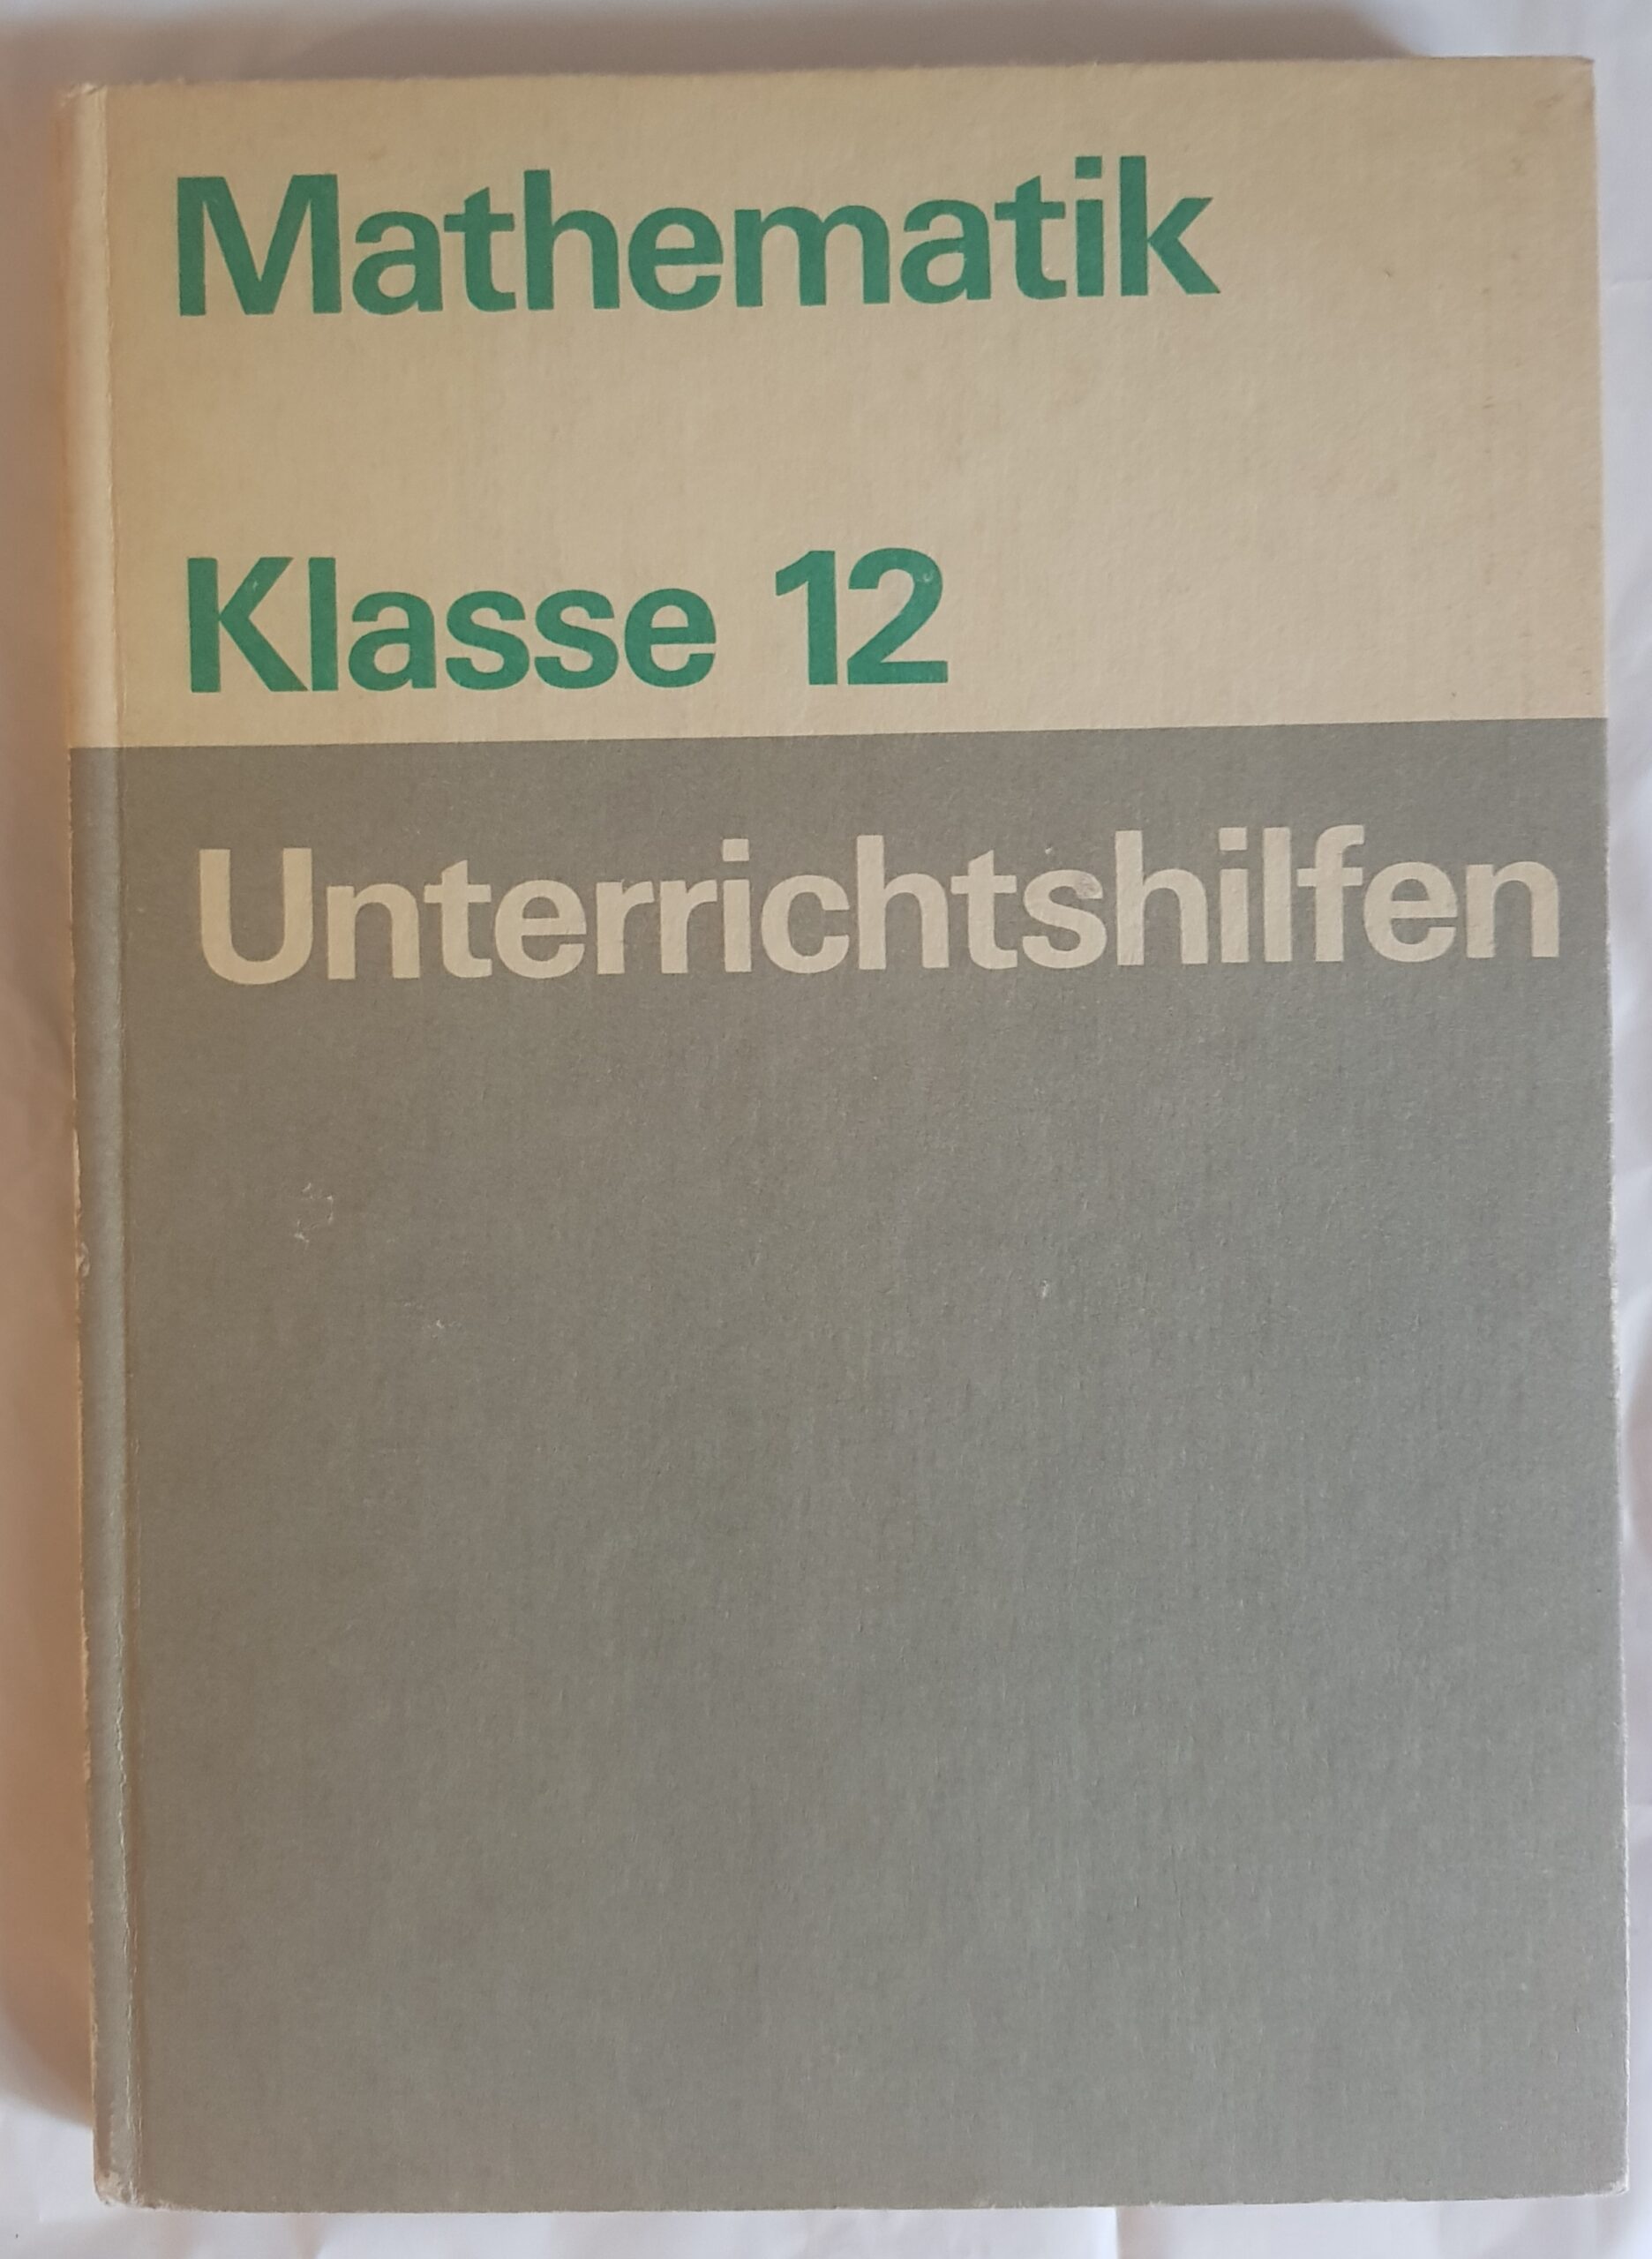 Mathematik
Klasse 12
Unterrichtshilfen